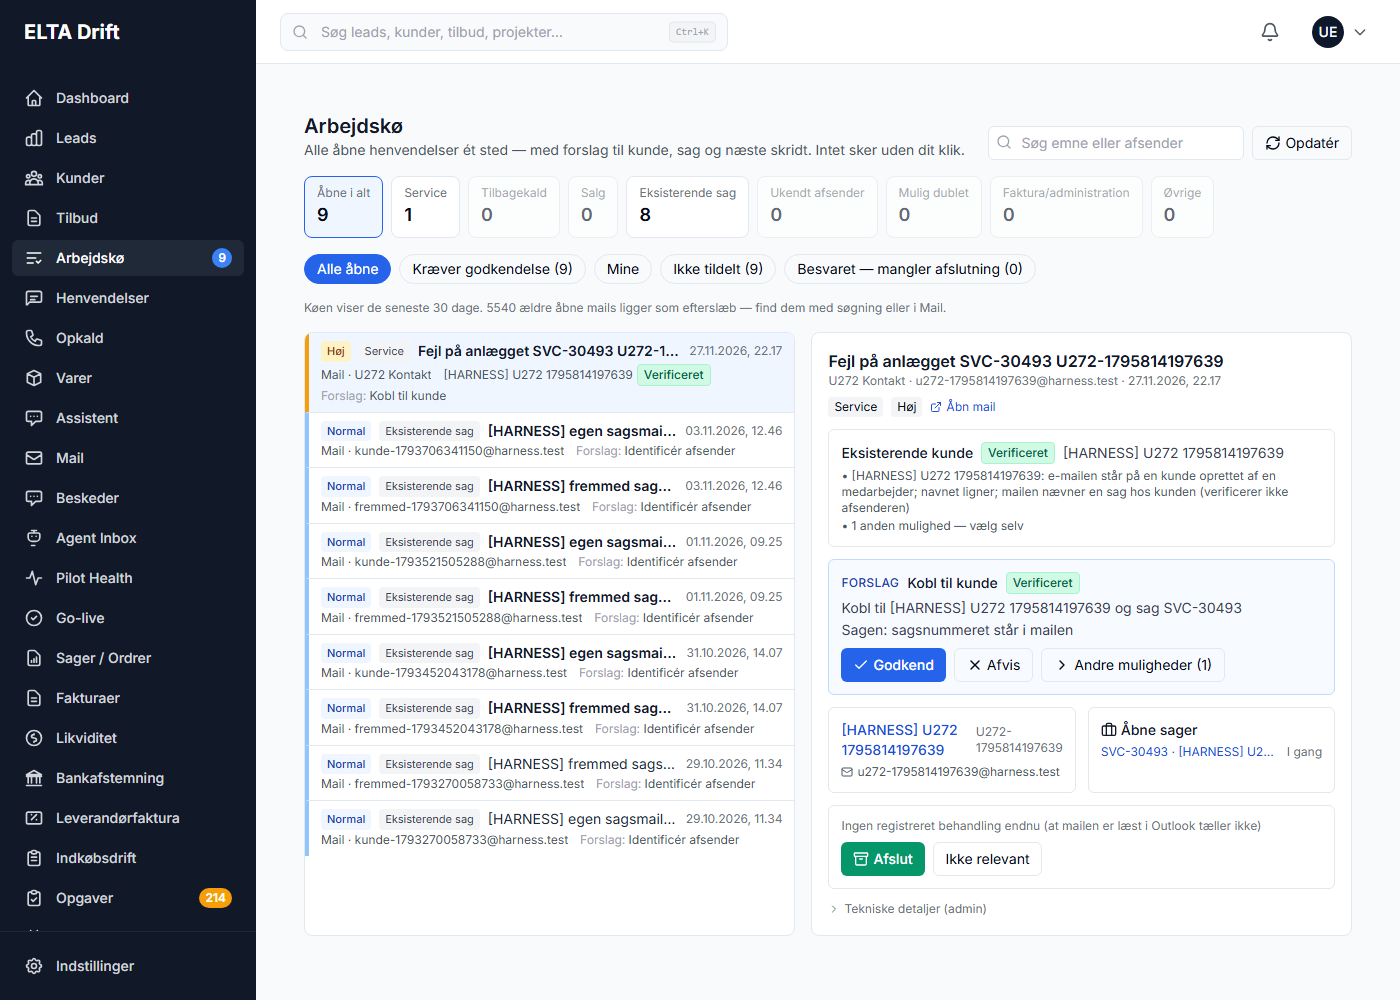 ELTA Drift
Søg leads, kunder, tilbud, projekter...
Ctrl+K
UE
Dashboard
Leads
Kunder
Tilbud
Arbejdskø 9
Henvendelser
Opkald
Varer
Assistent
Mail
Beskeder
Agent Inbox
Pilot Health
Go-live
Sager / Ordrer
Fakturaer
Likviditet
Bankafstemning
Leverandørfaktura
Indkøbsdrift
Opgaver 214
Indstillinger
Arbejdskø
Alle åbne henvendelser ét sted — med forslag til kunde, sag og næste skridt. Intet sker uden dit klik.
Søg emne eller afsender
Opdatér
Åbne i alt 9
Service 1
Tilbagekald 0
Salg 0
Eksisterende sag 8
Ukendt afsender 0
Mulig dublet 0
Faktura/administration 0
Øvrige 0
Alle åbne
Kræver godkendelse (9)
Mine
Ikke tildelt (9)
Besvaret — mangler afslutning (0)
Køen viser de seneste 30 dage. 5540 ældre åbne mails ligger som efterslæb — find dem med søgning eller i Mail.
Høj Service Fejl på anlægget SVC-30493 U272-1... 27.11.2026, 22.17
Mail · U272 Kontakt [HARNESS] U272 1795814197639 Verificeret
Forslag: Kobl til kunde
Normal Eksisterende sag [HARNESS] egen sagsmai... 03.11.2026, 12.46
Mail · kunde-1793706341150@harness.test Forslag: Identificér afsender
Normal Eksisterende sag [HARNESS] fremmed sag... 03.11.2026, 12.46
Mail · fremmed-1793706341150@harness.test Forslag: Identificér afsender
Normal Eksisterende sag [HARNESS] egen sagsmai... 01.11.2026, 09.25
Mail · kunde-1793521505288@harness.test Forslag: Identificér afsender
Normal Eksisterende sag [HARNESS] fremmed sag... 01.11.2026, 09.25
Mail · fremmed-1793521505288@harness.test Forslag: Identificér afsender
Normal Eksisterende sag [HARNESS] egen sagsmai... 31.10.2026, 14.07
Mail · kunde-1793452043178@harness.test Forslag: Identificér afsender
Normal Eksisterende sag [HARNESS] fremmed sag... 31.10.2026, 14.07
Mail · fremmed-1793452043178@harness.test Forslag: Identificér afsender
Normal Eksisterende sag [HARNESS] fremmed sags... 29.10.2026, 11.34
Mail · fremmed-1793270058733@harness.test Forslag: Identificér afsender
Normal Eksisterende sag [HARNESS] egen sagsmail... 29.10.2026, 11.34
Mail · kunde-1793270058733@harness.test Forslag: Identificér afsender
Fejl på anlægget SVC-30493 U272-1795814197639
U272 Kontakt · u272-1795814197639@harness.test · 27.11.2026, 22.17
Service Høj Åbn mail
Eksisterende kunde Verificeret [HARNESS] U272 1795814197639
• [HARNESS] U272 1795814197639: e-mailen står på en kunde oprettet af en
medarbejder; navnet ligner; mailen nævner en sag hos kunden (verificerer ikke
afsenderen)
• 1 anden mulighed — vælg selv
FORSLAG Kobl til kunde Verificeret
Kobl til [HARNESS] U272 1795814197639 og sag SVC-30493
Sagen: sagsnummeret står i mailen
Godkend
Afvis
Andre muligheder (1)
[HARNESS] U272
1795814197639
U272-
1795814197639
u272-1795814197639@harness.test
Åbne sager
SVC-30493 · [HARNESS] U2... I gang
Ingen registreret behandling endnu (at mailen er læst i Outlook tæller ikke)
Afslut
Ikke relevant
Tekniske detaljer (admin)